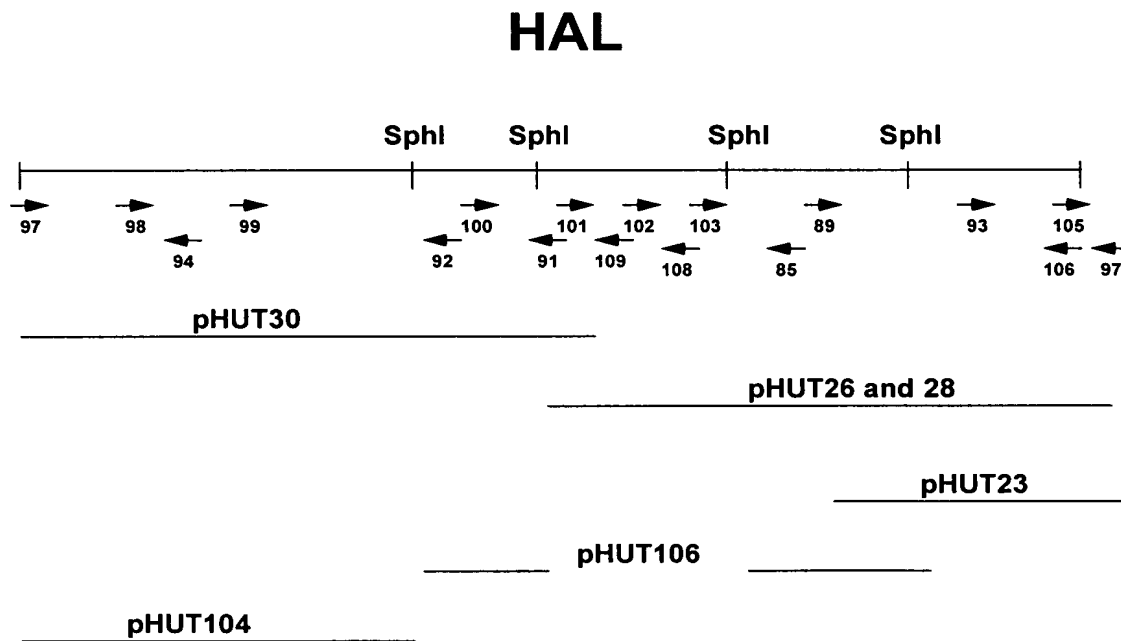 HAL
SphI SphI SphI SphI
97 98 99 100 101 102 103 89 93 105
94 92 91 109 108 85 106 97
pHUT30
pHUT26 and 28
pHUT23
pHUT106
pHUT104